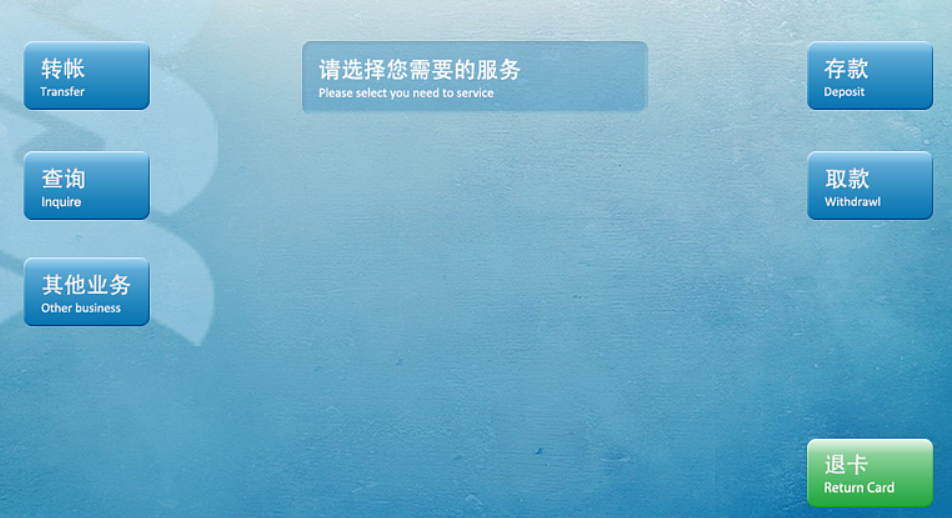 转帐
Transfer
请选择您需要的服务
Please select you need to service
存款
Deposit
查询
Inquire
取款
Withdrawl
其他业务
Other business
退卡
Return Card